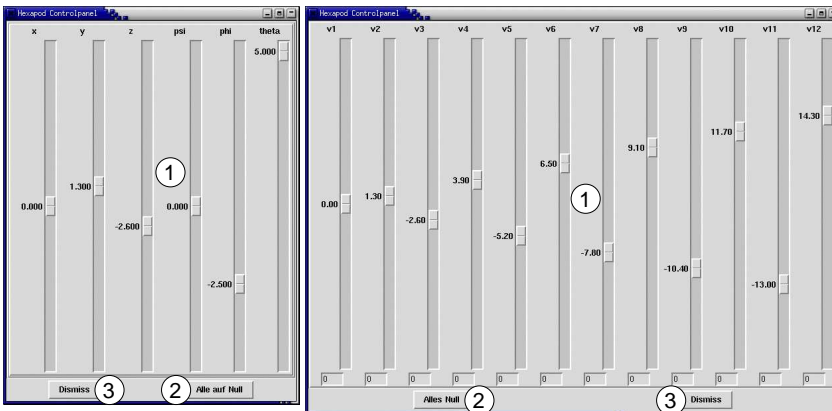 Hexapod Controlpanel
x y z psi phi theta
5.000
1
1.300
0.000 0.000
-2.600
-2.500
Dismiss 3 2 Alle auf Null
Hexapod Controlpanel
v1 v2 v3 v4 v5 v6 v7 v8 v9 v10 v11 v12
14.30
11.70
9.10
6.50
3.90
1.30 1
0.00
-2.60
-5.20
-7.80
-10.40
-13.00
0 0 0 0 0 0 0 0 0 0 0 0
Alles Null 2 3 Dismiss